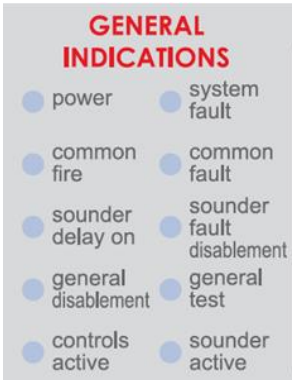 GENERAL
INDICATIONS
power
system
fault
common
fire
common
fault
sounder
delay on
sounder
fault
disablement
general
disablement
general
test
controls
active
sounder
active